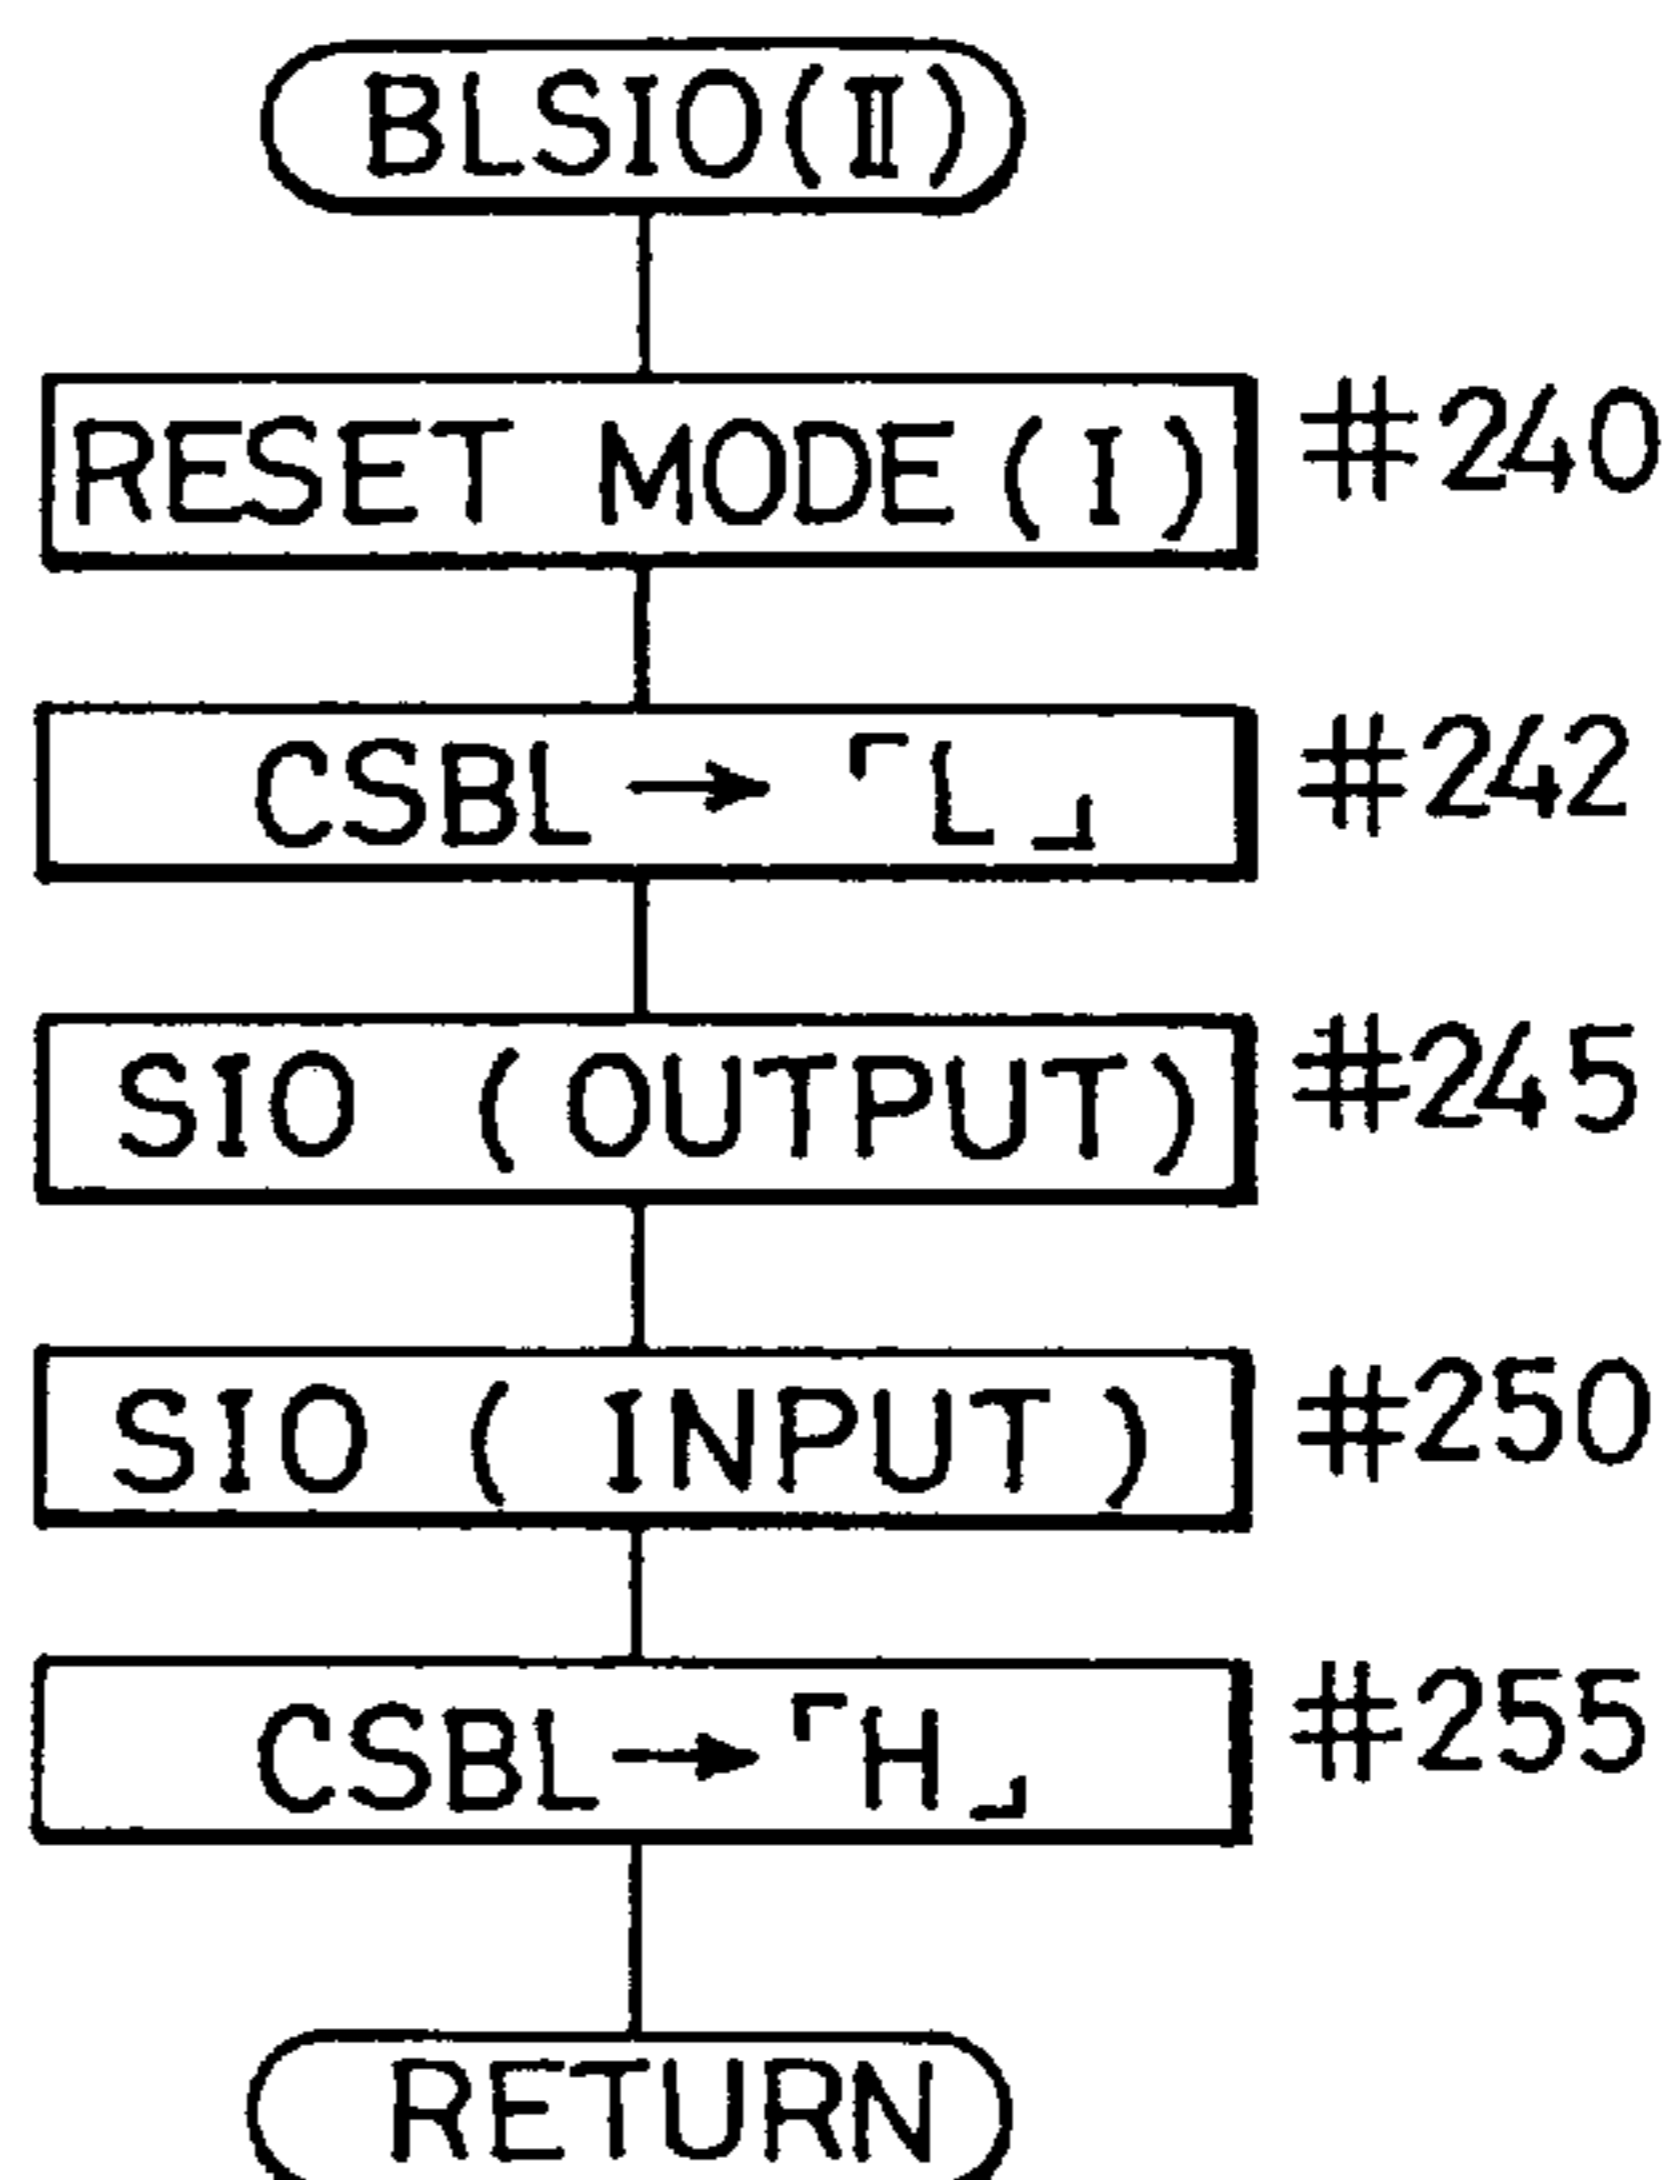 BLSIO(II)
RESET MODE(I) #240
CSBL→「L」 #242
SIO (OUTPUT) #245
SIO (INPUT) #250
CSBL→「H」 #255
RETURN